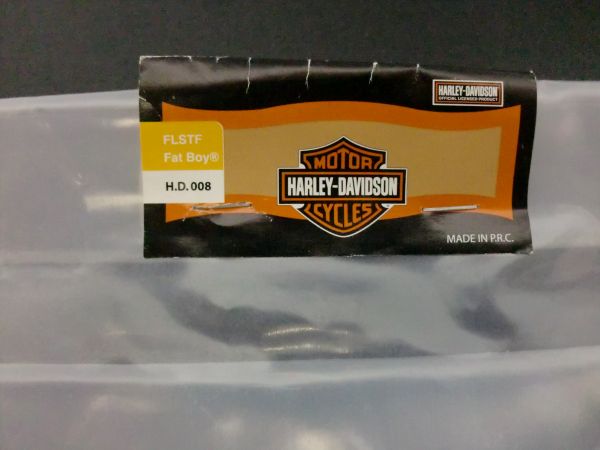 HARLEY-DAVIDSON
OFFICIAL LICENSED PRODUCT
FLSTF
Fat Boy®
H.D.008
MOTOR
HARLEY-DAVIDSON
CYCLES
MADE IN P.R.C.